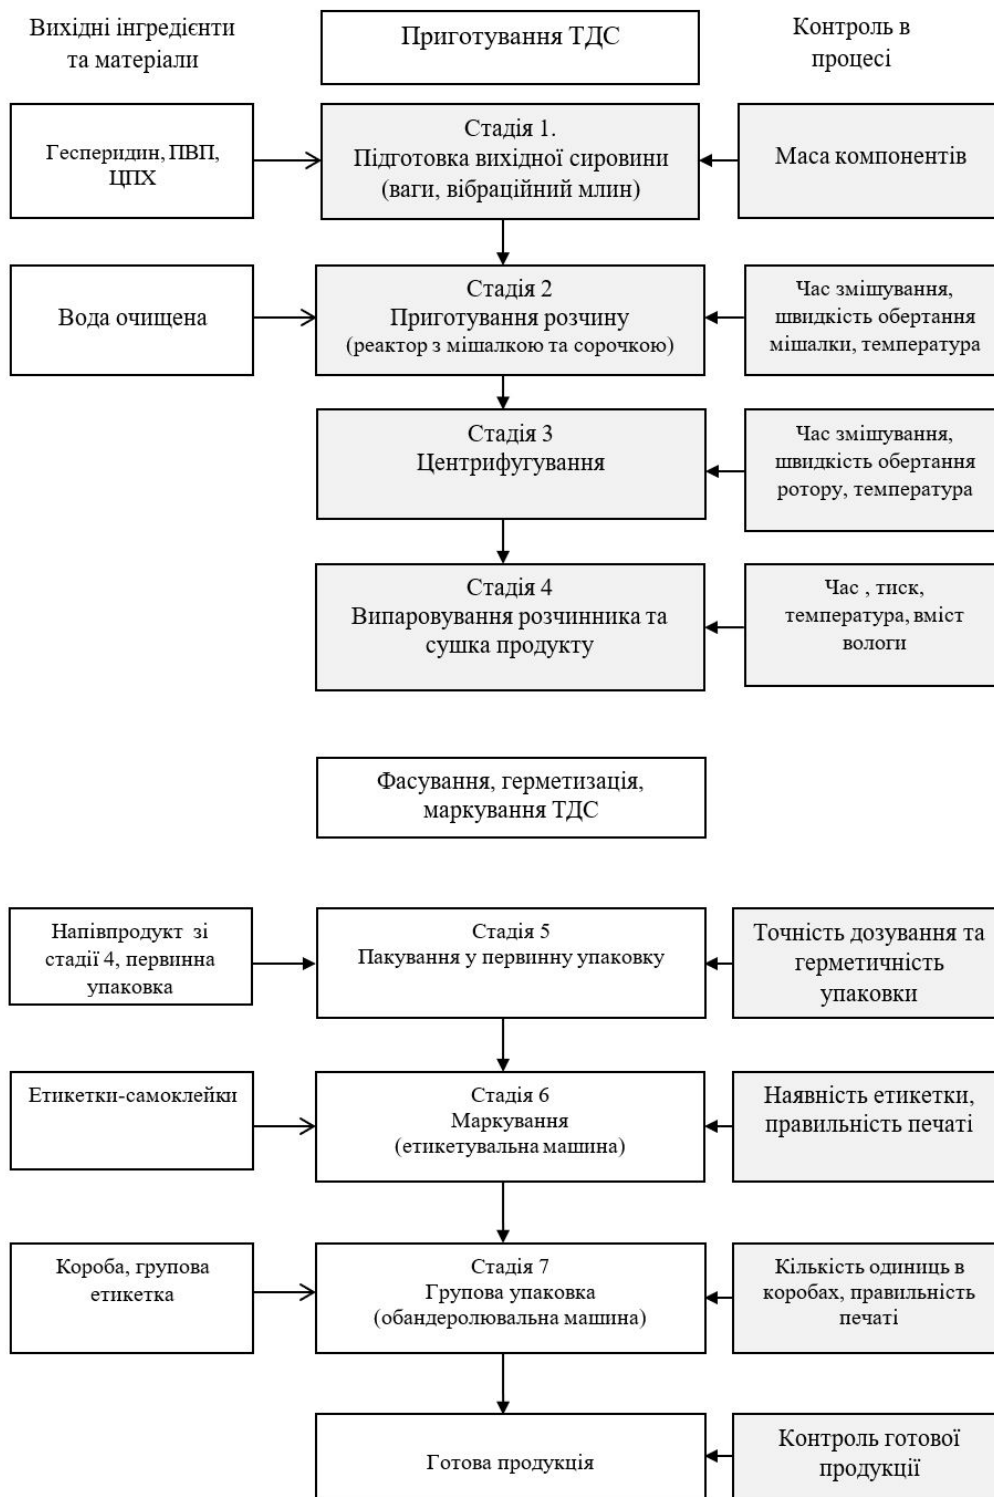 Вихідні інгредієнти
та матеріали
Приготування ТДС
Контроль в
процесі
Гесперидин, ПВП,
ЦПХ
Стадія 1.
Підготовка вихідної сировини
(ваги, вібраційний млин)
Маса компонентів
Вода очищена
Стадія 2
Приготування розчину
(реактор з мішалкою та сорочкою)
Час змішування,
швидкість обертання
мішалки, температура
Стадія 3
Центрифугування
Час змішування,
швидкість обертання
ротору, температура
Стадія 4
Випаровування розчинника та
сушка продукту
Час , тиск,
температура, вміст
вологи
Фасування, герметизація,
маркування ТДС
Напівпродукт зі
стадії 4, первинна
упаковка
Стадія 5
Пакування у первинну упаковку
Точність дозування та
герметичність
упаковки
Етикетки-самоклейки
Стадія 6
Маркування
(етикетувальна машина)
Наявність етикетки,
правильність печаті
Короба, групова
етикетка
Стадія 7
Групова упаковка
(обандеролювальна машина)
Кількість одиниць в
коробах, правильність
печаті
Готова продукція
Контроль готової
продукції